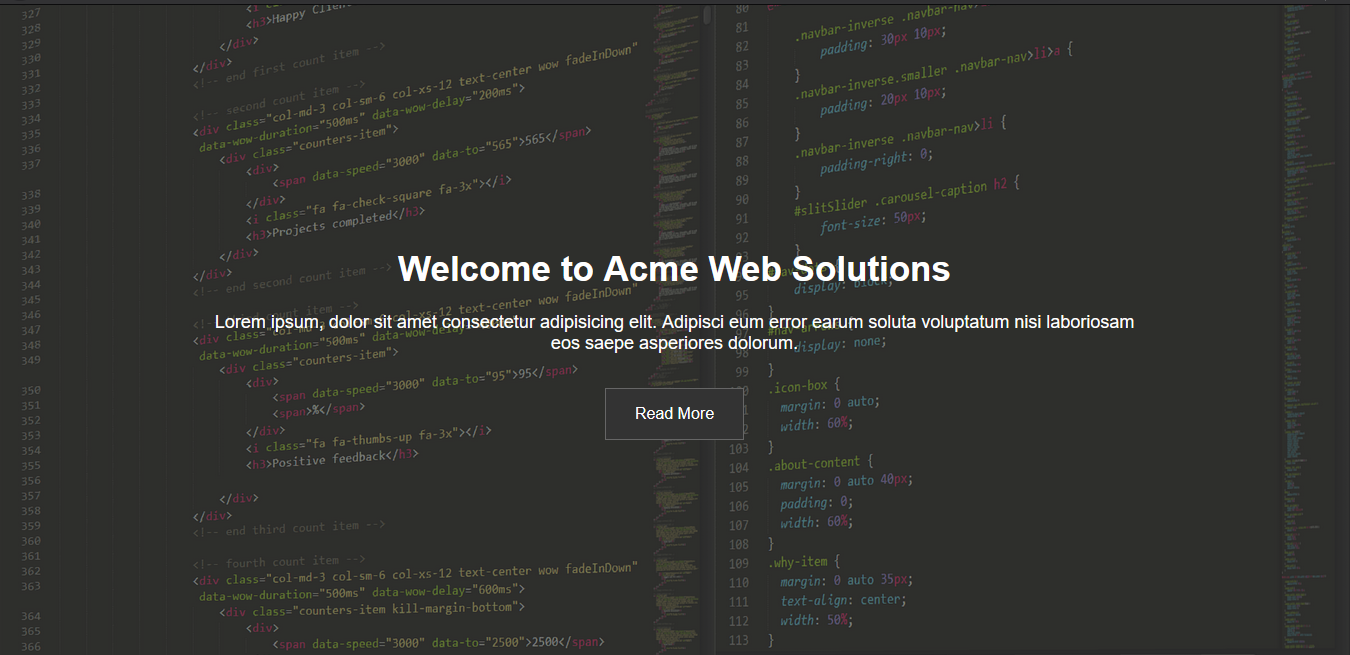 327
328
329
330
331
332
333
334
335
336
337
338
339
340
341
342
343
344
345
346
347
348
349
350
351
352
353
354
355
356
357
358
359
360
361
362
363
364
365
366
</div>
</div>
<!-- end first count item -->
<!-- second count item -->
<div class="col-md-3 col-sm-6 col-xs-12 text-center wow fadeInDown"
data-wow-duration="500ms" data-wow-delay="200ms">
<div class="counters-item">
<div>
<span data-speed="3000" data-to="565">565</span>
</div>
<i class="fa fa-check-square fa-3x"></i>
<h3>Projects completed</h3>
</div>
</div>
<!-- end second count item -->
count item -->
<div class="col-md-3 col-sm-6 col-xs-12 text-center wow fadeInDown"
data-wow-duration="500ms"
<div class="counters-item">
<div>
<span data-speed="3000" data-to="95">95</span>
<span>%</span>
</div>
<i class="fa fa-thumbs-up fa-3x"></i>
<h3>Positive feedback</h3>
</div>
</div>
<!-- end third count item -->
<!-- fourth count item -->
<div class="col-md-3 col-sm-6 col-xs-12 text-center wow fadeInDown"
data-wow-duration="500ms" data-wow-delay="600ms">
<div class="counters-item kill-margin-bottom">
<div>
<span data-speed="3000" data-to="2500">2500</span>
Welcome to Acme Web Solutions
Lorem ipsum, dolor sit amet consectetur adipisicing elit. Adipisci eum error earum soluta voluptatum nisi laboriosam
eos saepe asperiores dolorum.
Read More
80
81 .navbar-inverse .navbar-nav
82 padding: 30px 10px;
83 }
84 .navbar-inverse.smaller .navbar-nav>li>a {
85 padding: 20px 10px;
86 }
87 .navbar-inverse .navbar-nav>li {
88 padding-right: 0;
89 }
90 #slitSlider .carousel-caption h2 {
91 font-size: 50px;
92 }
95 display: block;
display: none;
99 }
.icon-box {
margin: 0 auto;
width: 60%;
103 }
104 .about-content {
105 margin: 0 auto 40px;
106 padding: 0;
107 width: 60%;
108 }
109 .why-item {
110 margin: 0 auto 35px;
111 text-align: center;
112 width: 50%;
113 }